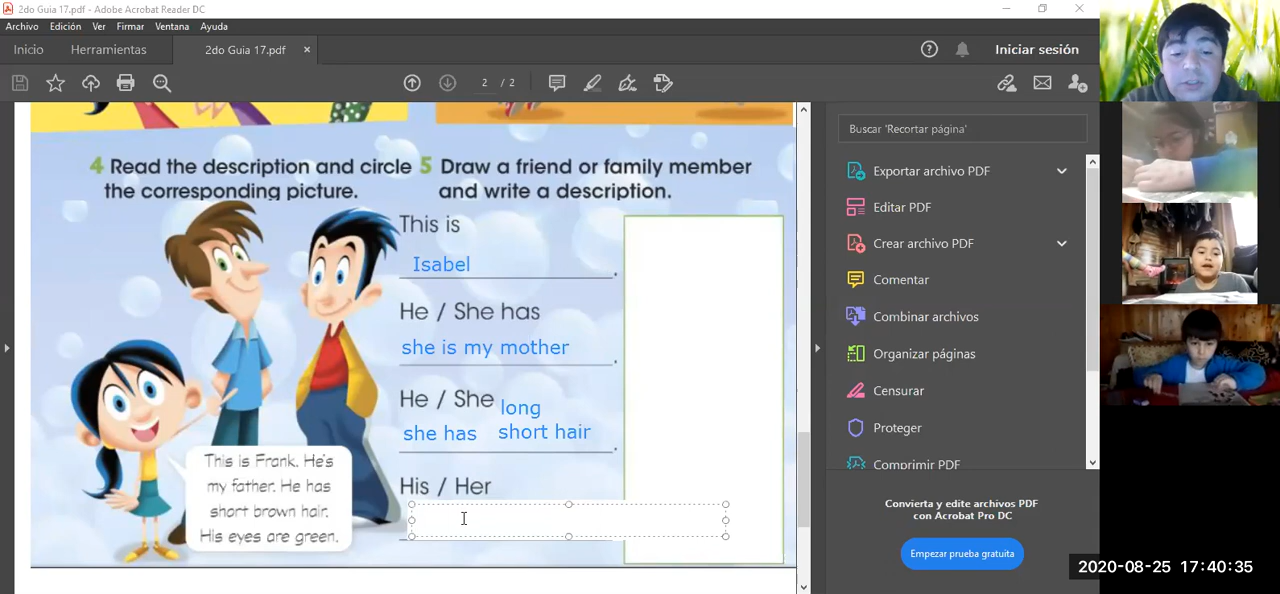 2do Guia 17.pdf - Adobe Acrobat Reader DC
Archivo Edición Ver Firmar Ventana Ayuda
Inicio Herramientas 2do Guia 17.pdf × Iniciar sesión
2 / 2
Buscar 'Recortar página'
Exportar archivo PDF
Editar PDF
Crear archivo PDF
Comentar
Combinar archivos
Organizar páginas
Censurar
Proteger
Comprimir PDF
Convierta y edite archivos PDF
con Acrobat Pro DC
Empezar prueba gratuita
4 Read the description and circle
the corresponding picture.
This is Frank. He's
my father. He has
short brown hair.
His eyes are green.
5 Draw a friend or family member
and write a description.
This is
Isabel
He / She has
she is my mother
He / She long
she has short hair
His / Her
2020-08-25 17:40:35